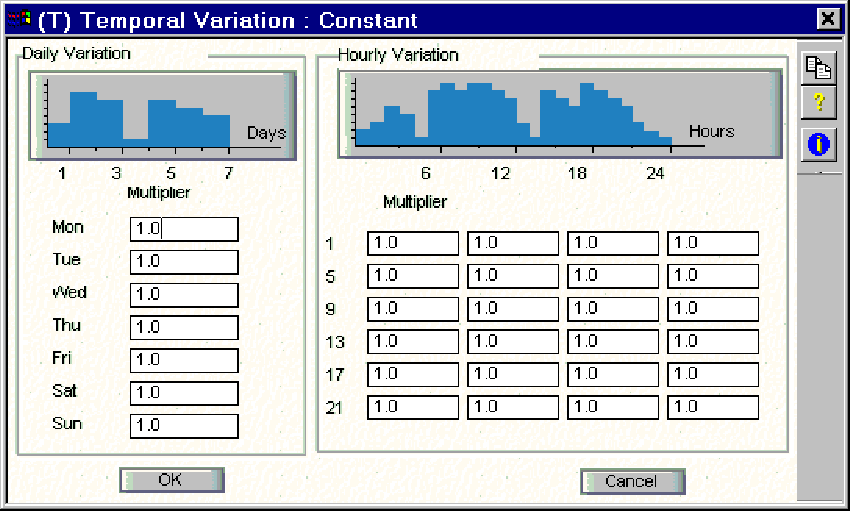 (T) Temporal Variation : Constant
Daily Variation
Days
1 3 5 7
Multiplier
Mon 1.0
Tue 1.0
Wed 1.0
Thu 1.0
Fri 1.0
Sat 1.0
Sun 1.0
OK
Hourly Variation
Hours
6 12 18 24
Multiplier
1 1.0 1.0 1.0 1.0
5 1.0 1.0 1.0 1.0
9 1.0 1.0 1.0 1.0
13 1.0 1.0 1.0 1.0
17 1.0 1.0 1.0 1.0
21 1.0 1.0 1.0 1.0
Cancel
?
i